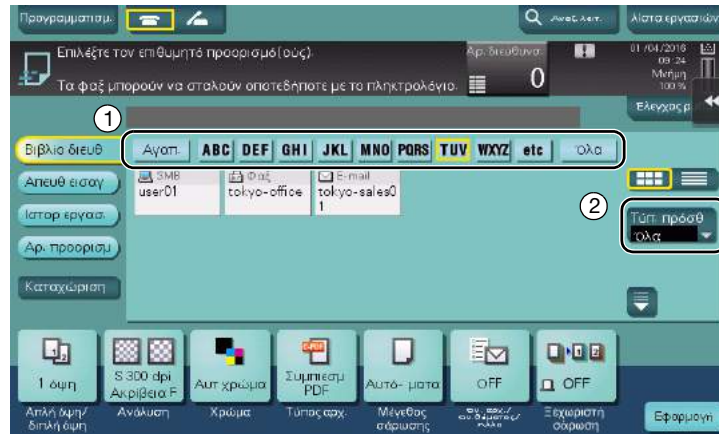 Προγραμματισμ.
Αναζ. λεπτ.
Λίστα εργασιών
Επιλέξτε τον επιθυμητό προορισμό(ούς).
Τα φαξ μπορούν να σταλούν οποτεδήποτε με το πληκτρολόγιο.
Αρ. διευθυνσ.
0
01/04/2016
09:24
Μνήμη
100 %
Ελεγχος ρ
1
Βιβλίο διευθ
Αγαπ.
ABC DEF GHI JKL MNO PQRS TUV WXYZ etc
Όλα
SMB
user01
Φαξ
tokyo-office
E-mail
tokyo-sales0
1
Απευθ εισαγ
Ιστορ εργασ.
Αρ. προορισμ
Καταχώριση
2
Τύπ. πρόσθ
Όλα
1 όψη
S 300 dpi
Ακρίβεια F
Αυτ χρώμα
Συμπιεσμ
PDF
Αυτό- ματα
OFF
OFF
Απλή όψη/
διπλή όψη
Ανάλυση
Χρώμα
Τύπος αρχ.
Μέγεθος
σάρωσης
Ξεχωριστή
σάρωση
Εφαρμογή